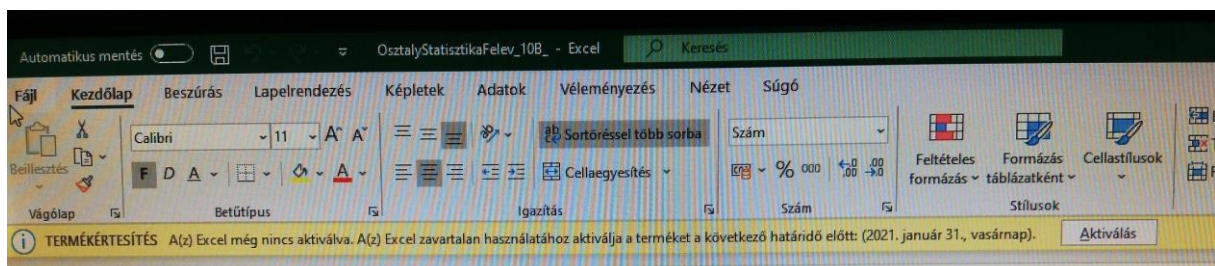 Automatikus mentés
OsztalyStatisztikaFelev_10B_ - Excel
Keresés
Fájl Kezdőlap Beszúrás Lapelrendezés Képletek Adatok Véleményezés Nézet Súgó
Beillesztés
Calibri 11 A A
Sortöréssel több sorba
Szám
F D A A
Cellaegyesítés
% 000
Feltételes formázás
Formázás táblázatként
Cellastílusok
Vágólap Betűtípus Igazítás Szám Stílusok
TERMÉKÉRTESÍTÉS A(z) Excel még nincs aktiválva. A(z) Excel zavartalan használatához aktiválja a terméket a következő határidő előtt: (2021. január 31., vasárnap). Aktiválás